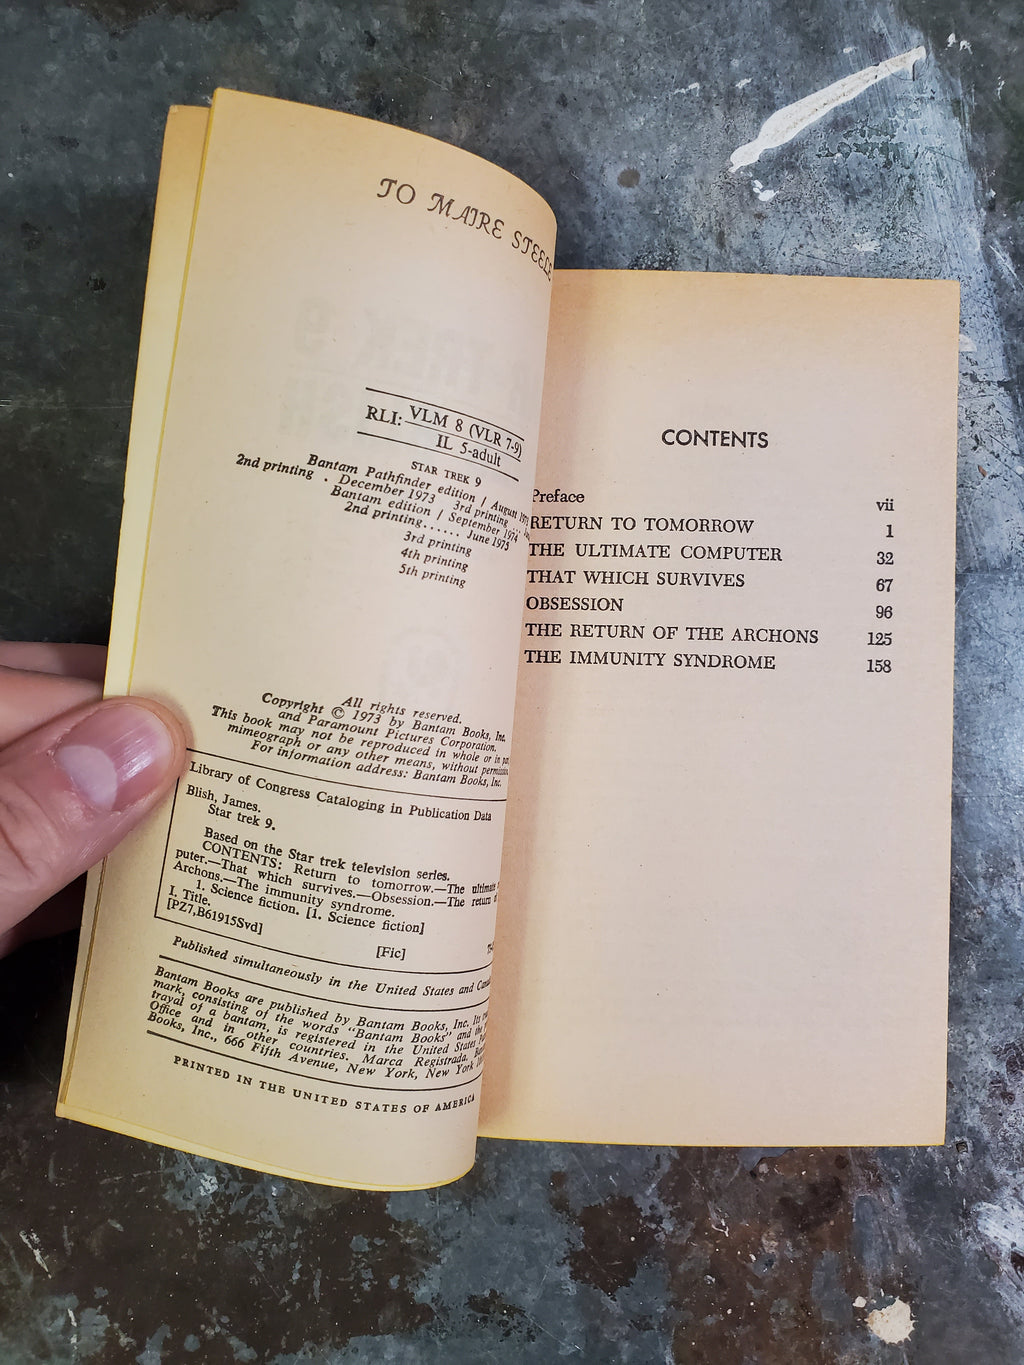 TO MAIRE STEELE
RLI: VLM 8 (VLR 7-9)
IL 5-adult
STAR TREK 9
Bantam Pathfinder edition / August
2nd printing . December 1973 3rd printing ..
Bantam edition / September 1974
2nd printing...... June 1975
3rd printing
4th printing
5th printing
All rights reserved.
Copyright © 1973 by Bantam Books, Inc.
and Paramount Pictures Corporation.
This book may not be reproduced in whole or in
mimeograph or any other means, without
For information address: Bantam Books, Inc.
Library of Congress Cataloging in Publication Data
Blish, James.
Star trek 9.
Based on the Star trek television series.
CONTENTS: Return to tomorrow.—The ultimate
puter.—That which survives.—Obsession.—The return
Archons.—The immunity syndrome.
1. Science fiction. [1. Science fiction]
I. Title.
[PZ7,B61915Svd] [Fic]
Published simultaneously in the United States and
Bantam Books are published by Bantam Books, Inc. Its
mark, consisting of the words "Bantam Books" and the
trayal of a bantam, is registered in the United States
Office and in other countries. Marca Registrada.
Books, Inc., 666 Fifth Avenue, New York, New York
PRINTED IN THE UNITED STATES OF AMERICA
CONTENTS
Preface vii
RETURN TO TOMORROW 1
THE ULTIMATE COMPUTER 32
THAT WHICH SURVIVES 67
OBSESSION 96
THE RETURN OF THE ARCHONS 125
THE IMMUNITY SYNDROME 158